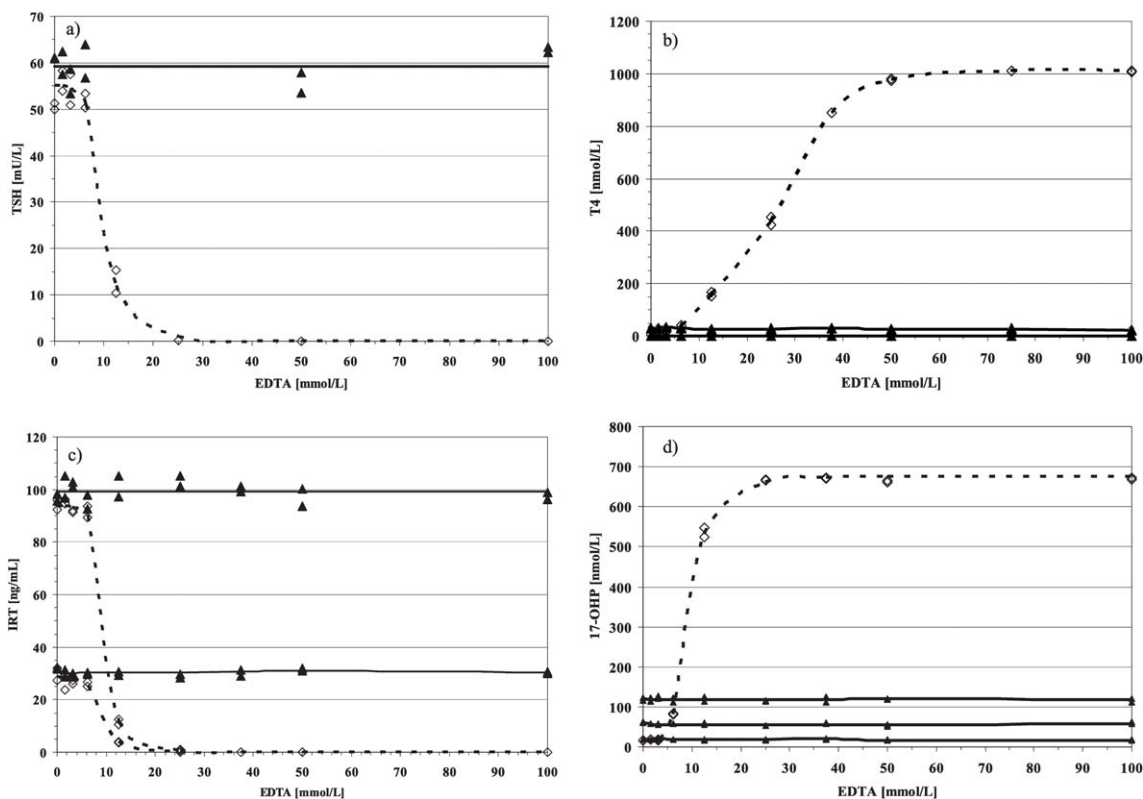 a)
70
60
50
40
30
20
10
0
TSH [mU/L]
0 10 20 30 40 50 60 70 80 90 100
EDTA [mmol/L]
b)
1200
1000
800
600
400
200
0
T4 [nmol/L]
0 10 20 30 40 50 60 70 80 90 100
EDTA [mmol/L]
c)
120
100
80
60
40
20
0
IRT [ng/mL]
0 10 20 30 40 50 60 70 80 90 100
EDTA [mmol/L]
d)
800
700
600
500
400
300
200
100
0
17-OHP [nmol/L]
0 10 20 30 40 50 60 70 80 90 100
EDTA [mmol/L]